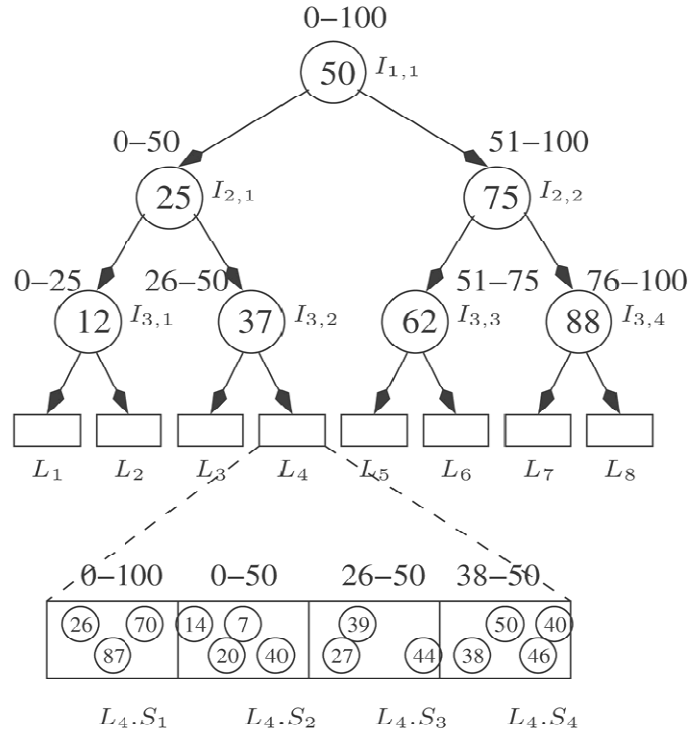 0–100
50 I1,1
0–50 51–100
25 I2,1 75 I2,2
0–25 26–50 51–75 76–100
12 I3,1 37 I3,2 62 I3,3 88 I3,4
L1 L2 L3 L4 L5 L6 L7 L8
0–100 0–50 26–50 38–50
26 70 14 7 39 50 40
87 20 40 27 44 38 46
L4.S1 L4.S2 L4.S3 L4.S4